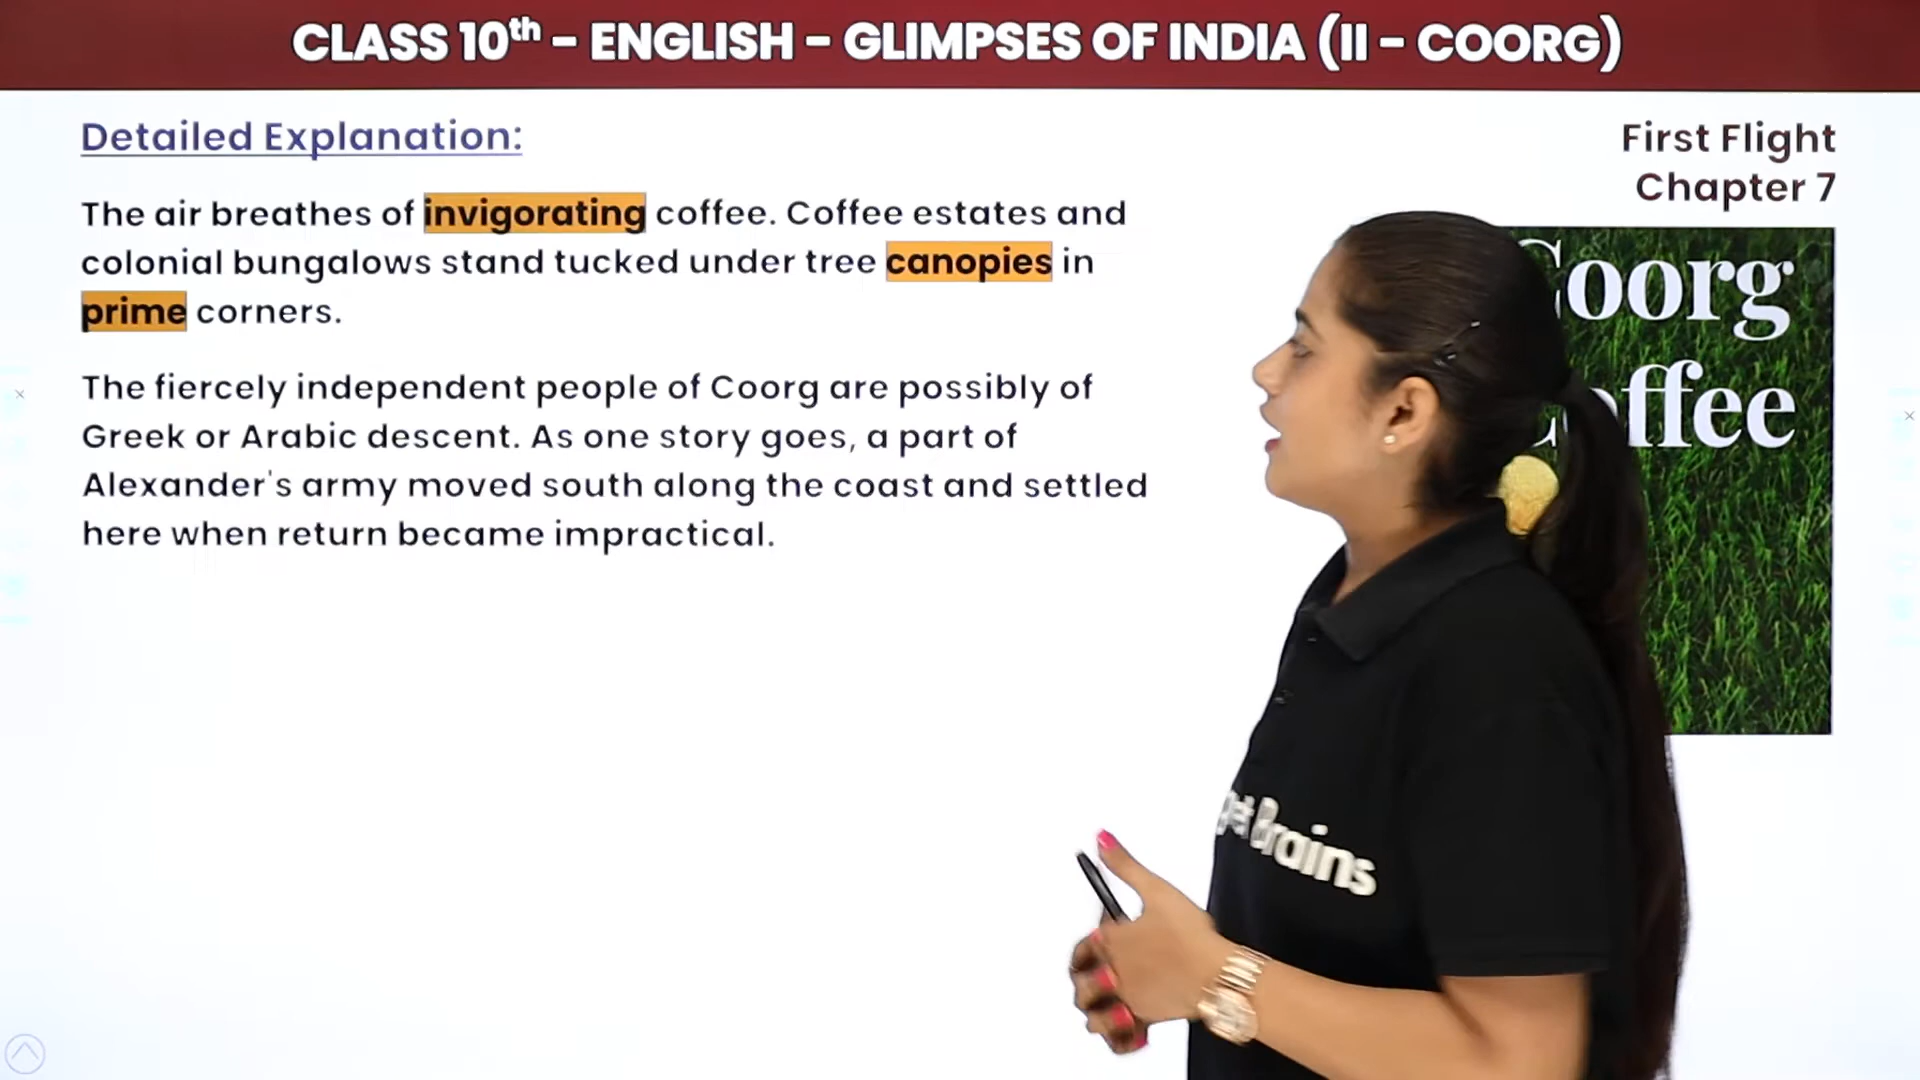 CLASS 10th - ENGLISH - GLIMPSES OF INDIA (II - COORG)
Detailed Explanation:
First Flight
Chapter 7
The air breathes of invigorating coffee. Coffee estates and
colonial bungalows stand tucked under tree canopies in
prime corners.
The fiercely independent people of Coorg are possibly of
Greek or Arabic descent. As one story goes, a part of
Alexander's army moved south along the coast and settled
here when return became impractical.
Coorg
Brains